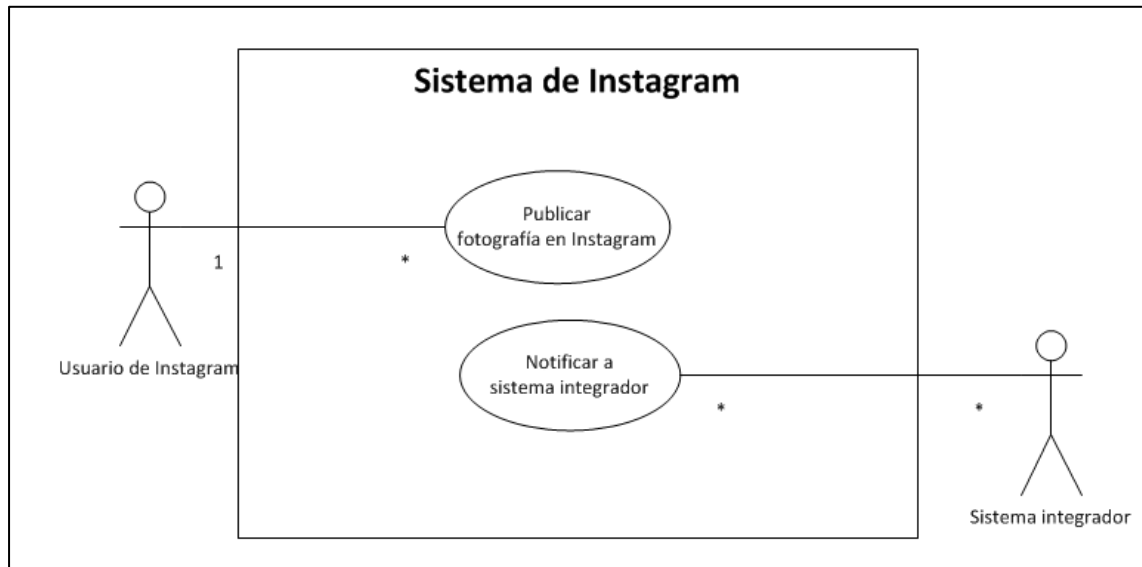 Sistema de Instagram
Publicar
fotografía en Instagram
1
*
Usuario de Instagram
Notificar a
sistema integrador
*
*
Sistema integrador